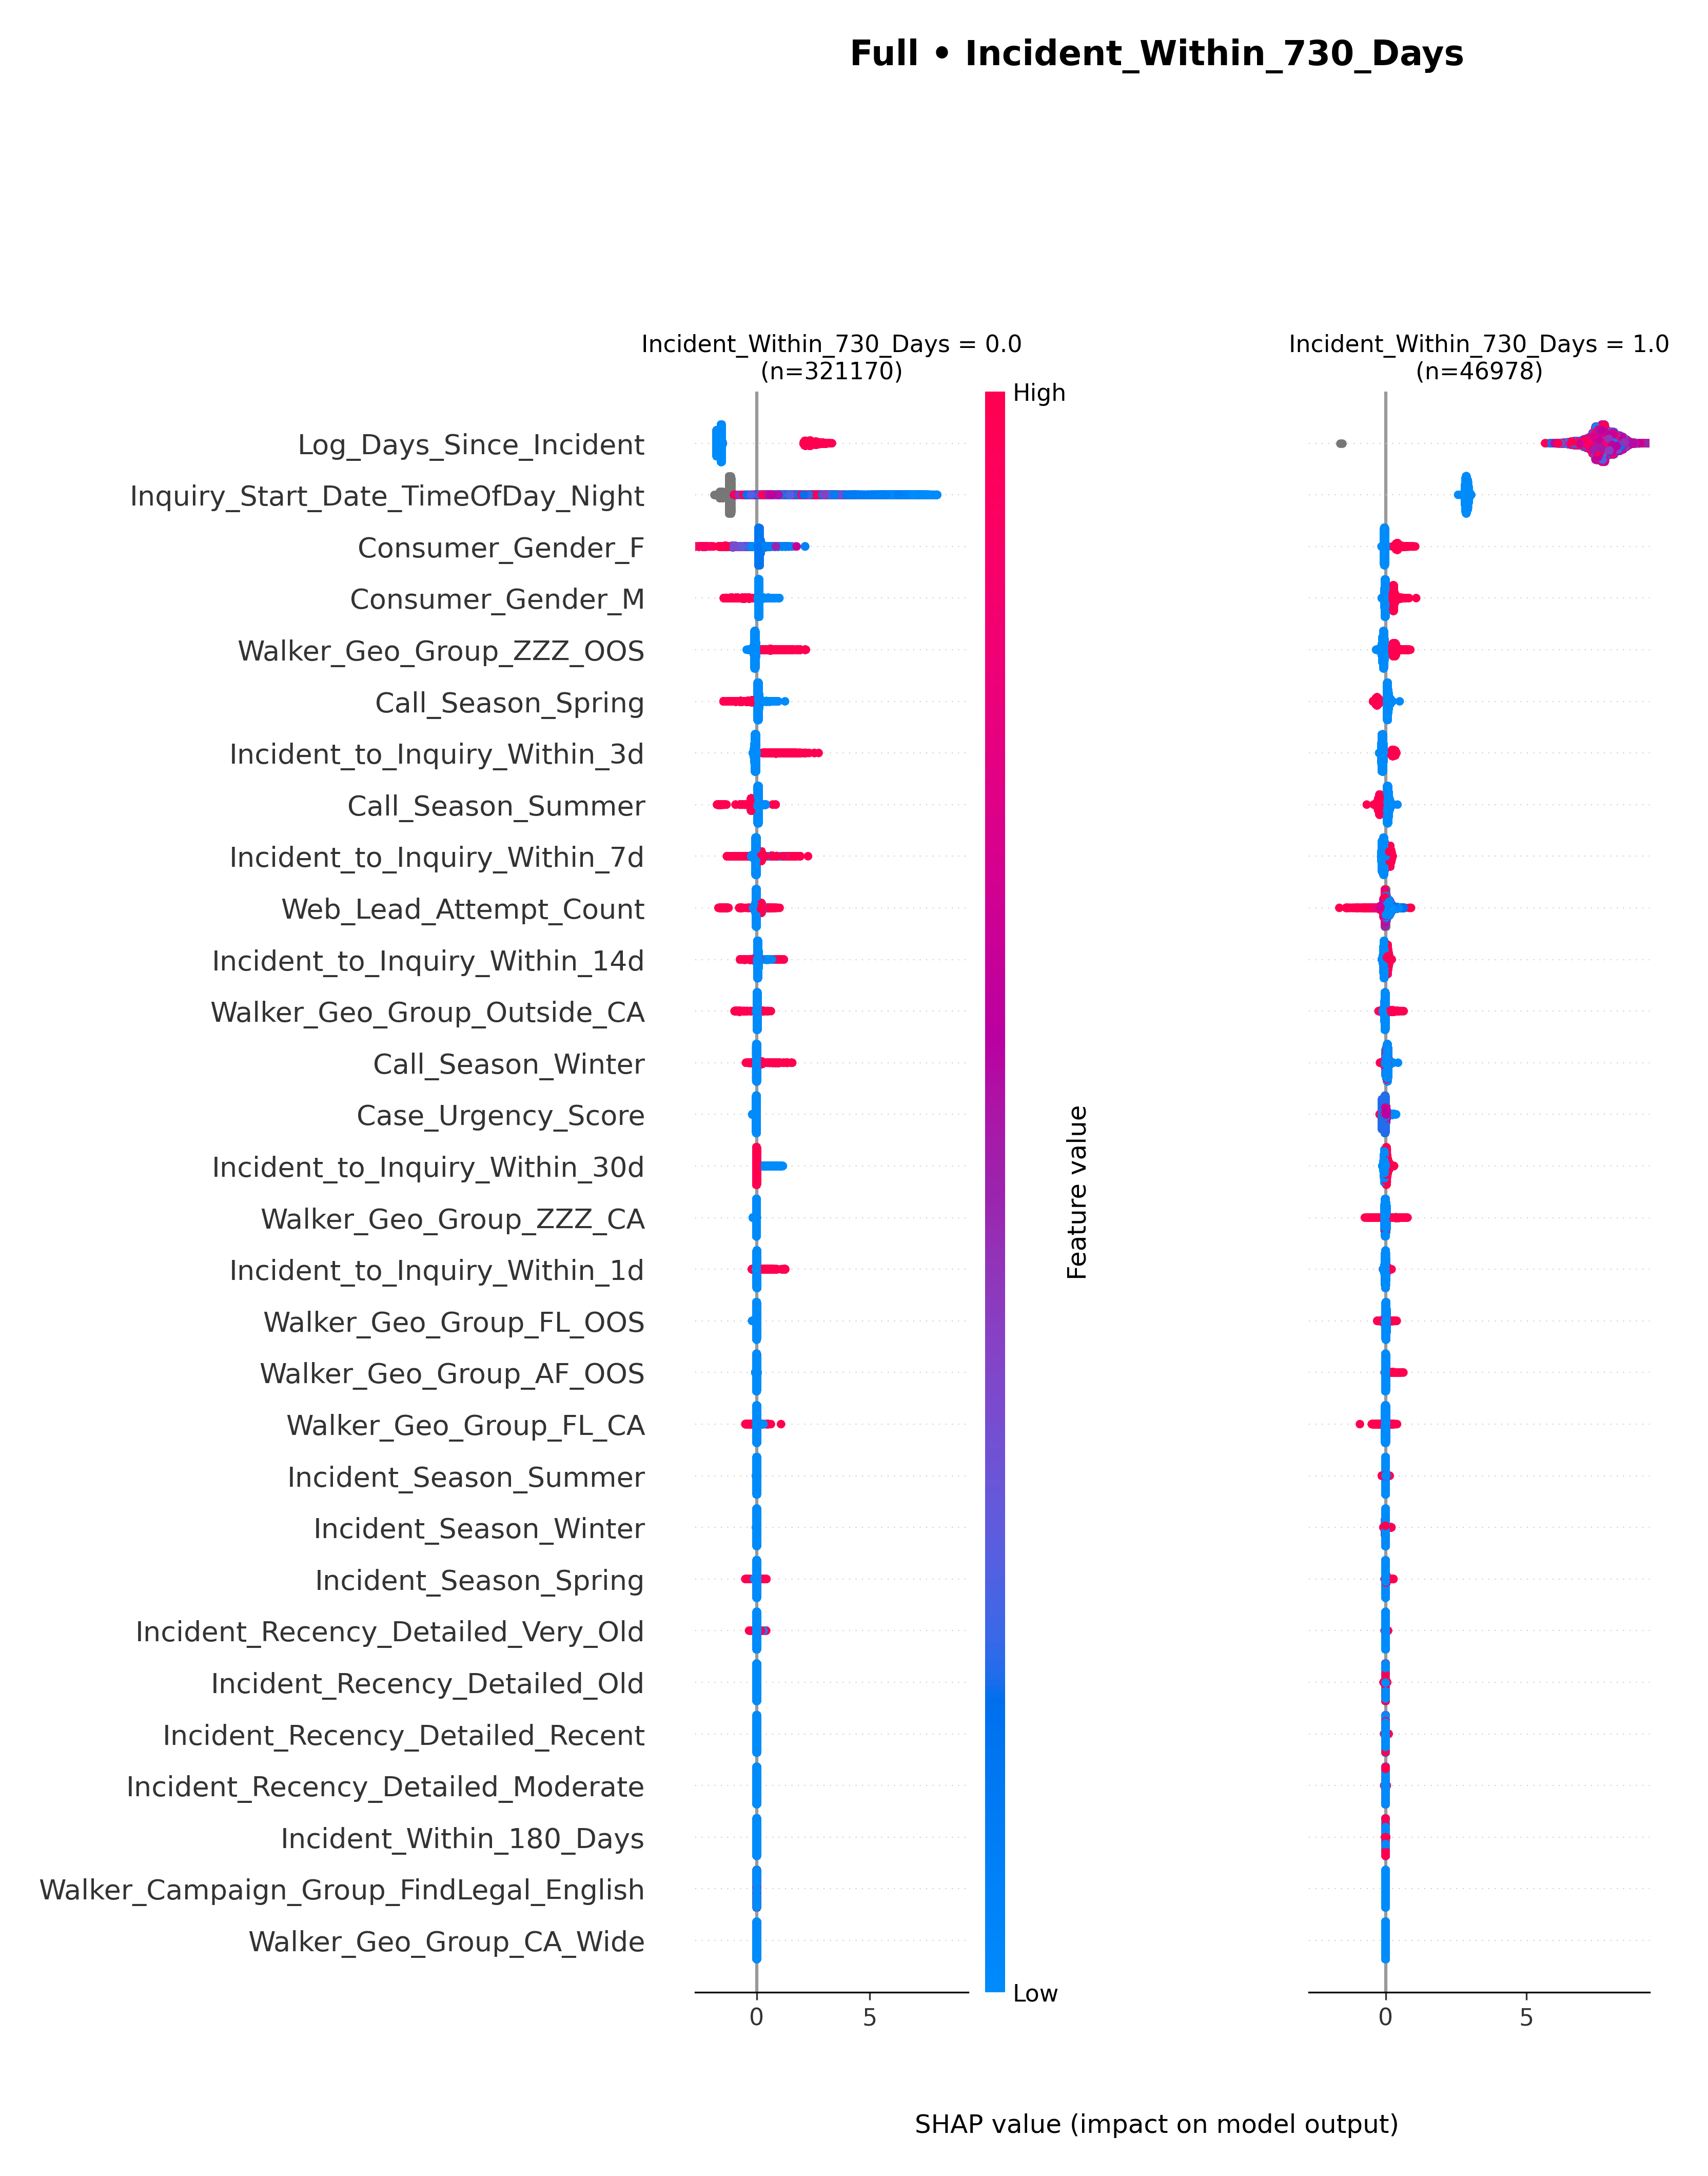 Full • Incident_Within_730_Days
Incident_Within_730_Days = 0.0
(n=321170)
Incident_Within_730_Days = 1.0
(n=46978)
High
Log_Days_Since_Incident
Inquiry_Start_Date_TimeOfDay_Night
Consumer_Gender_F
Consumer_Gender_M
Walker_Geo_Group_ZZZ_OOS
Call_Season_Spring
Incident_to_Inquiry_Within_3d
Call_Season_Summer
Incident_to_Inquiry_Within_7d
Web_Lead_Attempt_Count
Incident_to_Inquiry_Within_14d
Walker_Geo_Group_Outside_CA
Call_Season_Winter
Case_Urgency_Score
Incident_to_Inquiry_Within_30d
Walker_Geo_Group_ZZZ_CA
Incident_to_Inquiry_Within_1d
Walker_Geo_Group_FL_OOS
Walker_Geo_Group_AF_OOS
Walker_Geo_Group_FL_CA
Incident_Season_Summer
Incident_Season_Winter
Incident_Season_Spring
Incident_Recency_Detailed_Very_Old
Incident_Recency_Detailed_Old
Incident_Recency_Detailed_Recent
Incident_Recency_Detailed_Moderate
Incident_Within_180_Days
Walker_Campaign_Group_FindLegal_English
Walker_Geo_Group_CA_Wide
Feature value
Low
0 5
0 5
SHAP value (impact on model output)